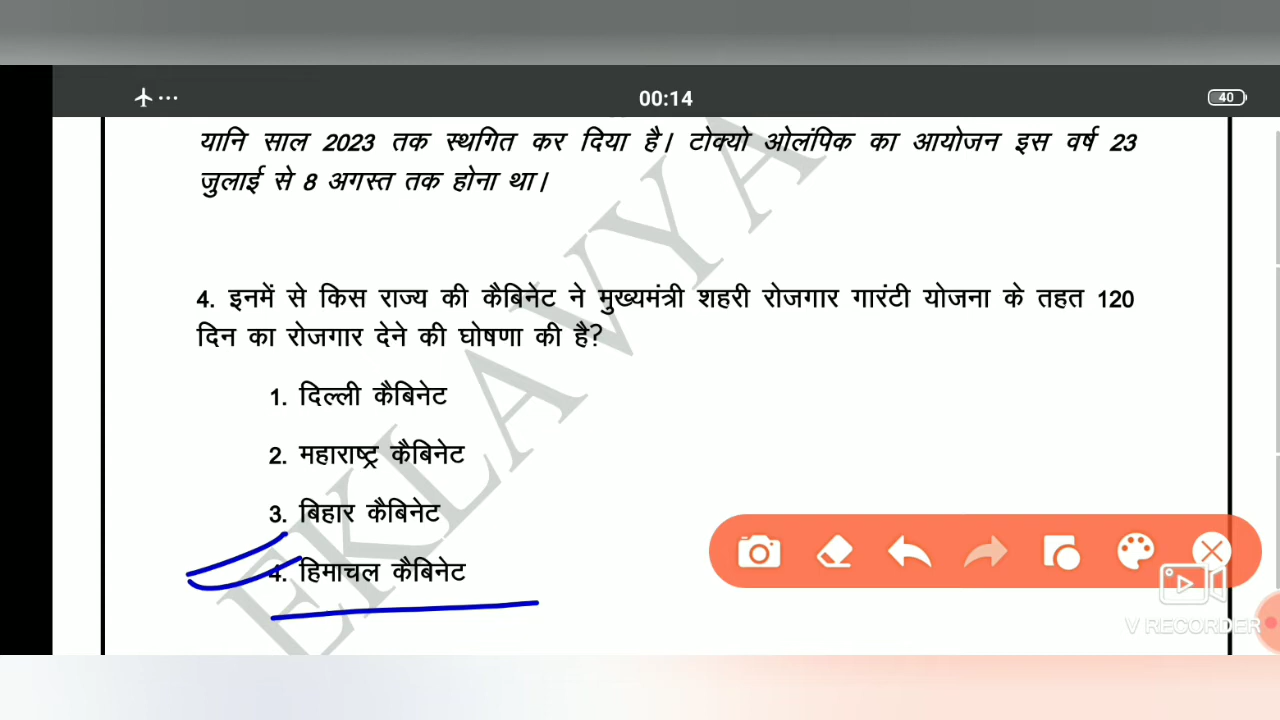 00:14
40
यानि साल 2023 तक स्थगित कर दिया है। टोक्यो ओलंपिक का आयोजन इस वर्ष 23
जुलाई से 8 अगस्त तक होना था।
4. इनमें से किस राज्य की कैबिनेट ने मुख्यमंत्री शहरी रोजगार गारंटी योजना के तहत 120
दिन का रोजगार देने की घोषणा की है?
1. दिल्ली कैबिनेट
2. महाराष्ट्र कैबिनेट
3. बिहार कैबिनेट
4. हिमाचल कैबिनेट
EKLAVYA
V RECORDER